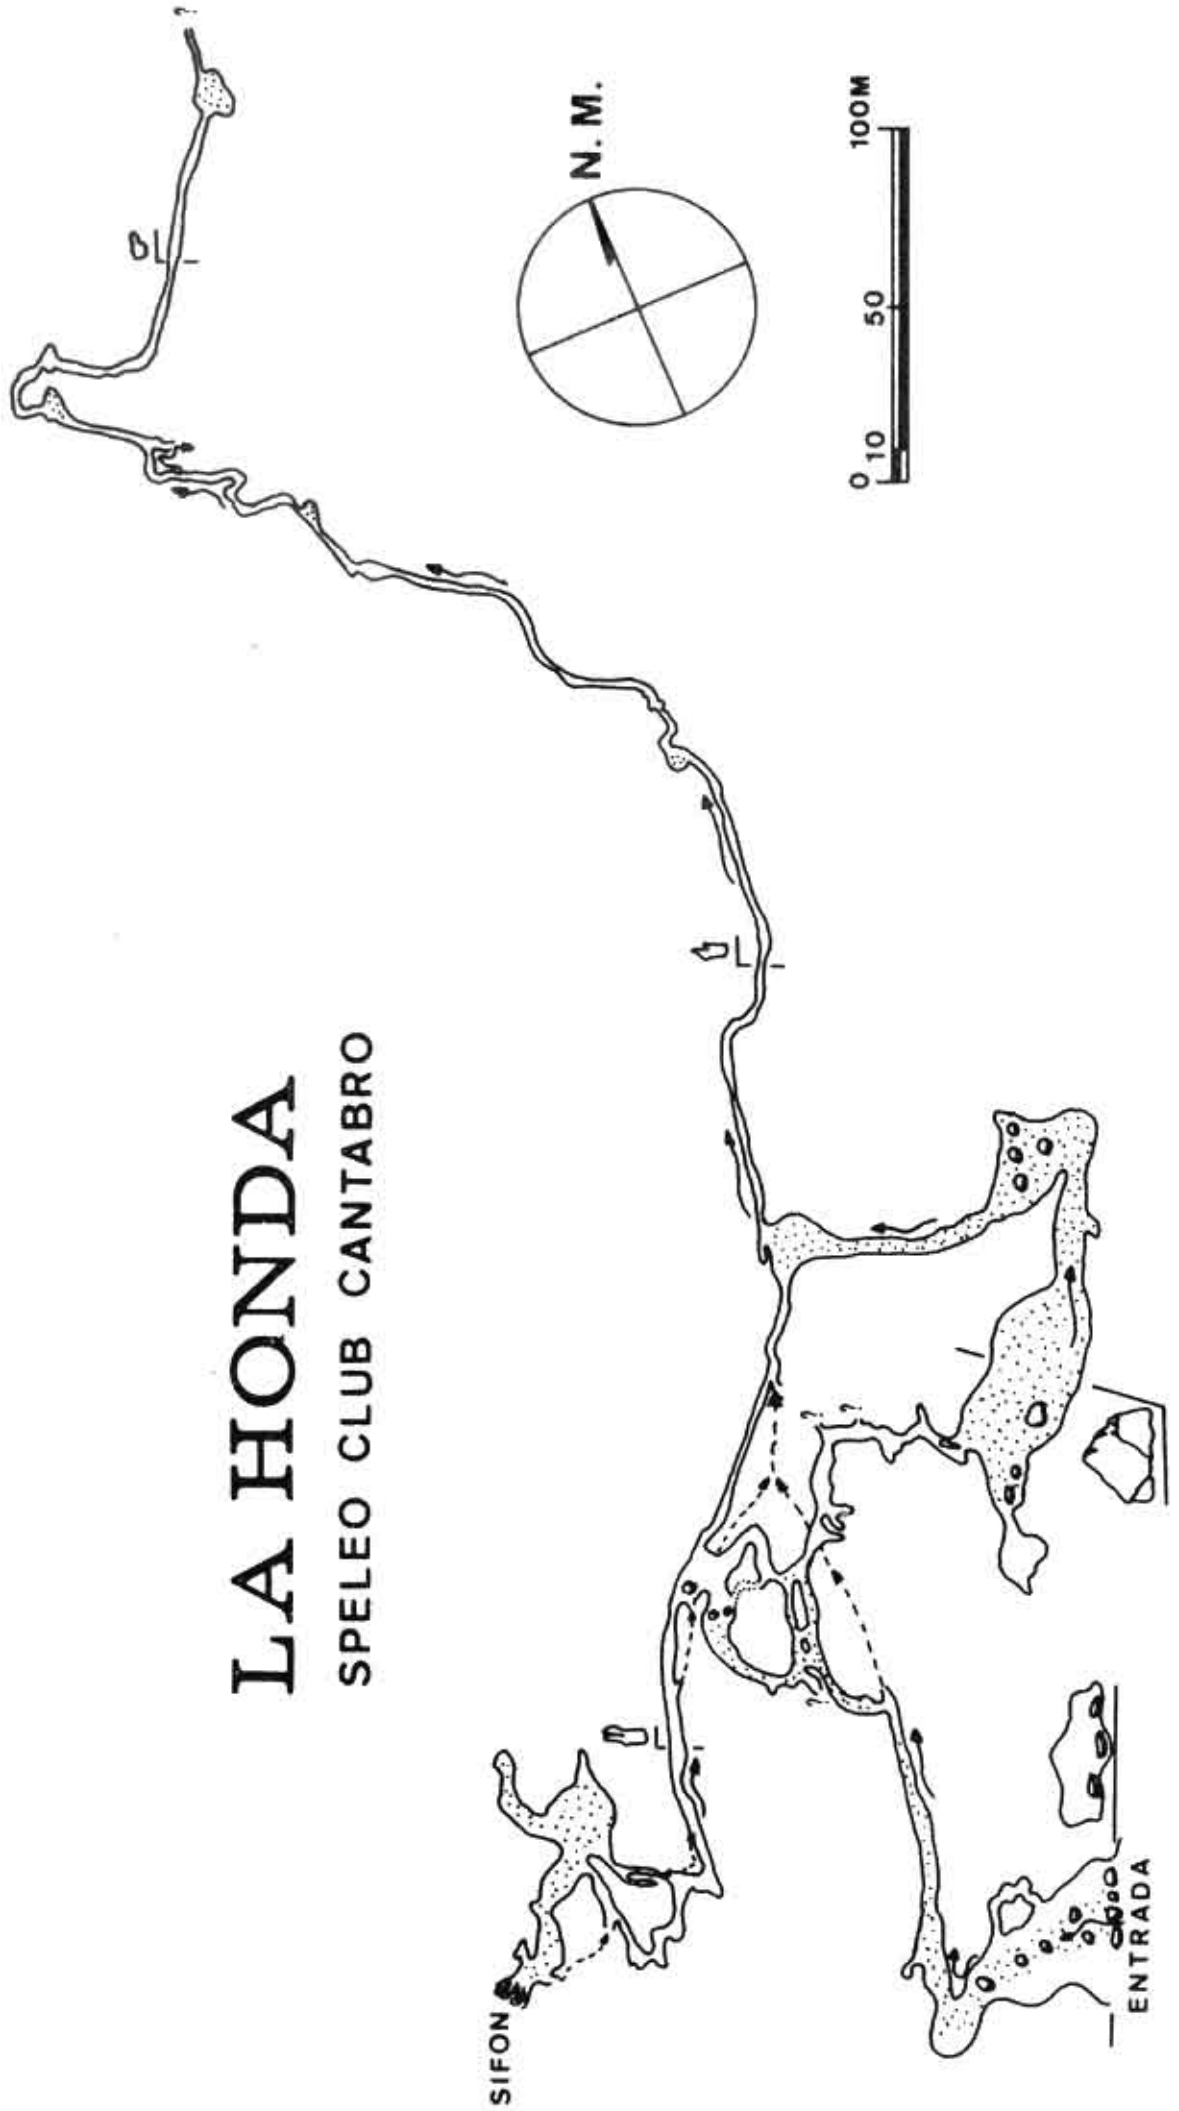 LA HONDA
SPELEO CLUB CANTABRO
N. M.
0 10 50 100M
SIFON
ENTRADA
?
?
?
?